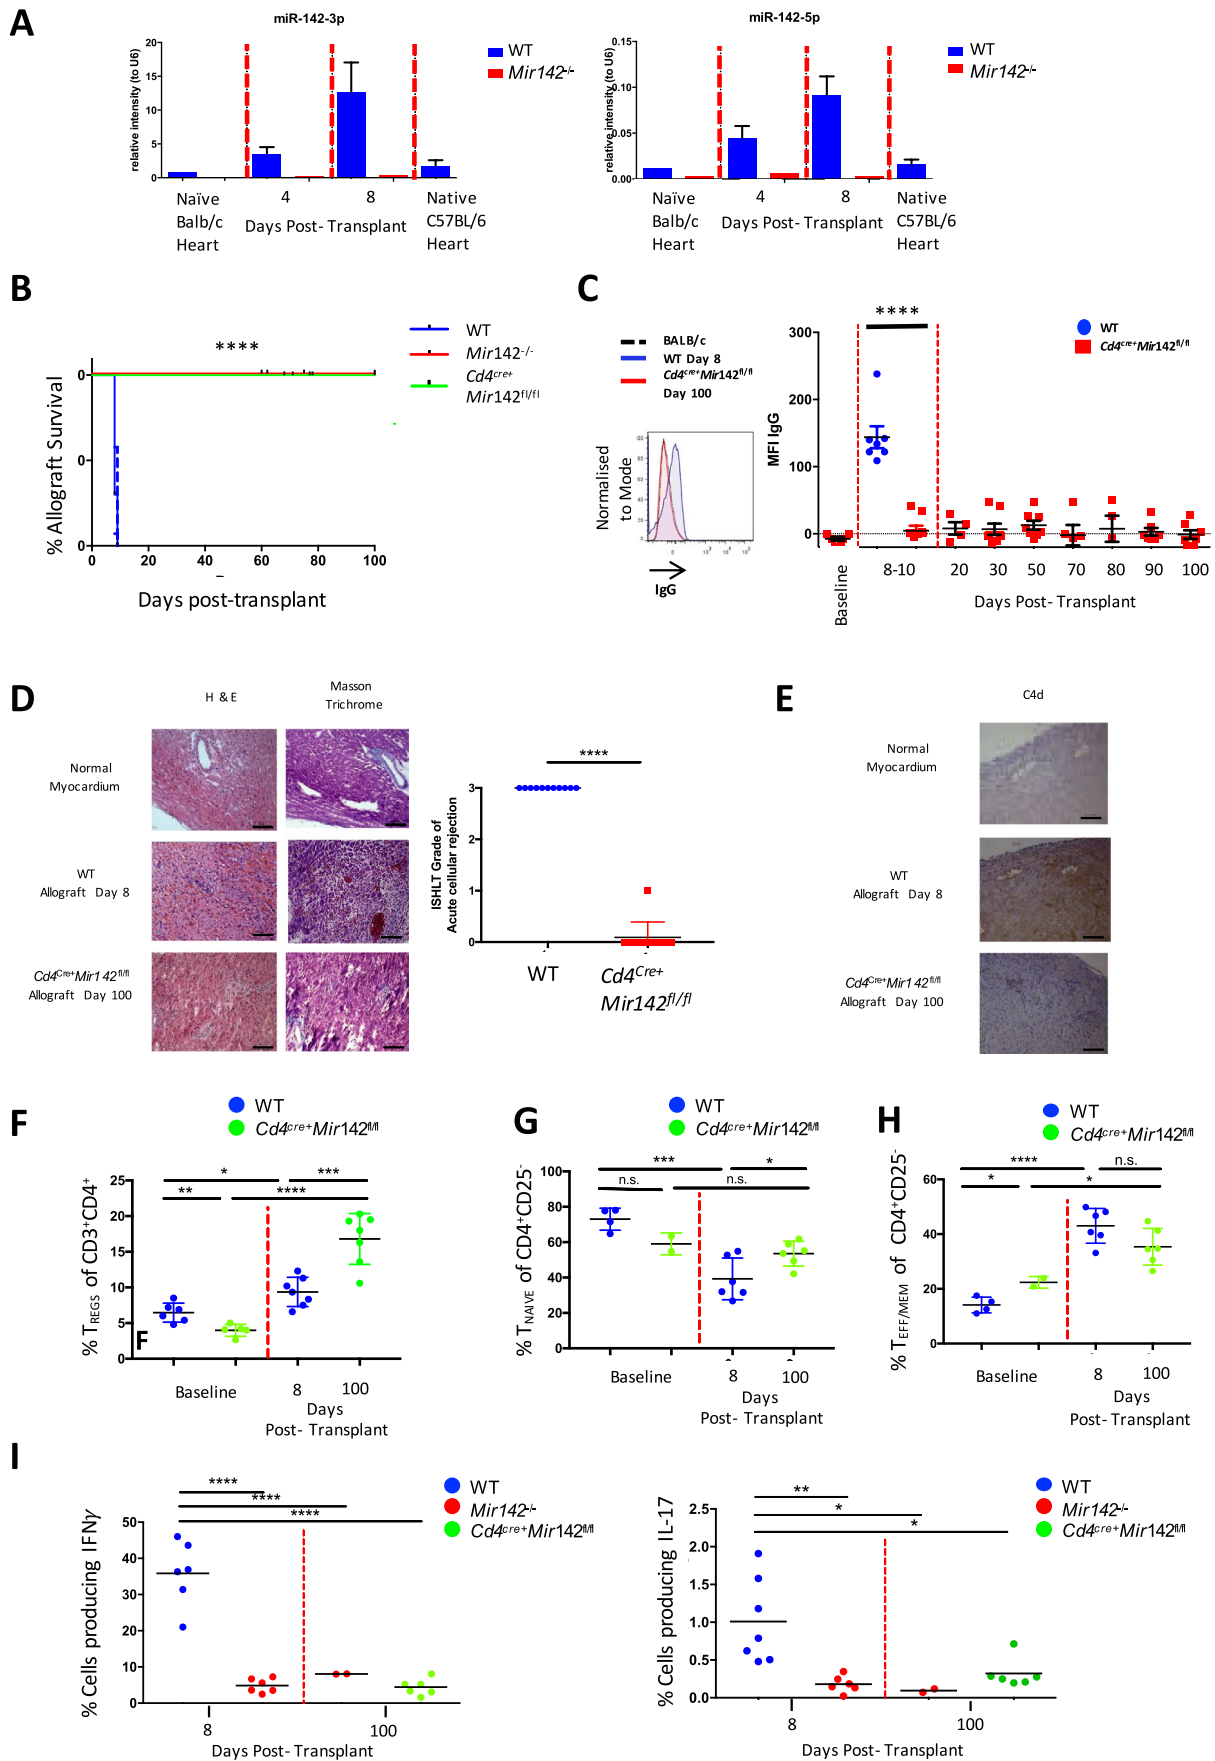 A
miR-142-3p
relative intensity (to U6)
20
15
10
5
0
WT
Mir142-/-
Naïve
Balb/c
Heart
4
8
Days Post- Transplant
Native
C57BL/6
Heart
miR-142-5p
relative intensity (to U6)
0.15
0.10
0.05
0.00
WT
Mir142-/-
Naïve
Balb/c
Heart
4
8
Days Post- Transplant
Native
C57BL/6
Heart
B
****
% Allograft Survival
0
0
0
0 20 40 60 80 100
Days post-transplant
WT
Mir142-/-
Cd4cre+
Mir142fl/fl
C
BALB/c
WT Day 8
Cd4cre+Mir142fl/fl
Day 100
Normalised
to Mode
IgG
****
WT
Cd4cre+Mir142fl/fl
MFI IgG
300
200
100
0
Baseline
8-10 20 30 50 70 80 90 100
Days Post- Transplant
D
H & E
Masson
Trichrome
Normal
Myocardium
WT
Allograft Day 8
Cd4Cre+Mir142fl/fl
Allograft Day 100
****
ISHLT Grade of
Acute cellular rejection
3
2
1
0
WT
Cd4Cre+
Mir142fl/fl
E
C4d
Normal
Myocardium
WT
Allograft Day 8
Cd4Cre+Mir142fl/fl
Allograft Day 100
F
WT
Cd4cre+Mir142fl/fl
% TREGS of CD3+CD4+
* ***
** ****
25
20
15
10
5
0
F
Baseline
8 100
Days
Post- Transplant
G
WT
Cd4cre+Mir142fl/fl
% TNAIVE of CD4+CD25-
*** *
n.s. n.s.
100
80
60
40
20
0
Baseline
8 100
Days
Post- Transplant
H
WT
Cd4cre+Mir142fl/fl
% TEFF/MEM of CD4+CD25-
**** n.s.
* *
60
40
20
0
Baseline
8 100
Days
Post- Transplant
I
****
****
****
WT
Mir142-/-
Cd4cre+Mir142fl/fl
% Cells producing IFNγ
50
40
30
20
10
0
8 100
Days Post- Transplant
**
*
*
WT
Mir142-/-
Cd4cre+Mir142fl/fl
% Cells producing IL-17
2.5
2.0
1.5
1.0
0.5
0.0
8 100
Days Post- Transplant